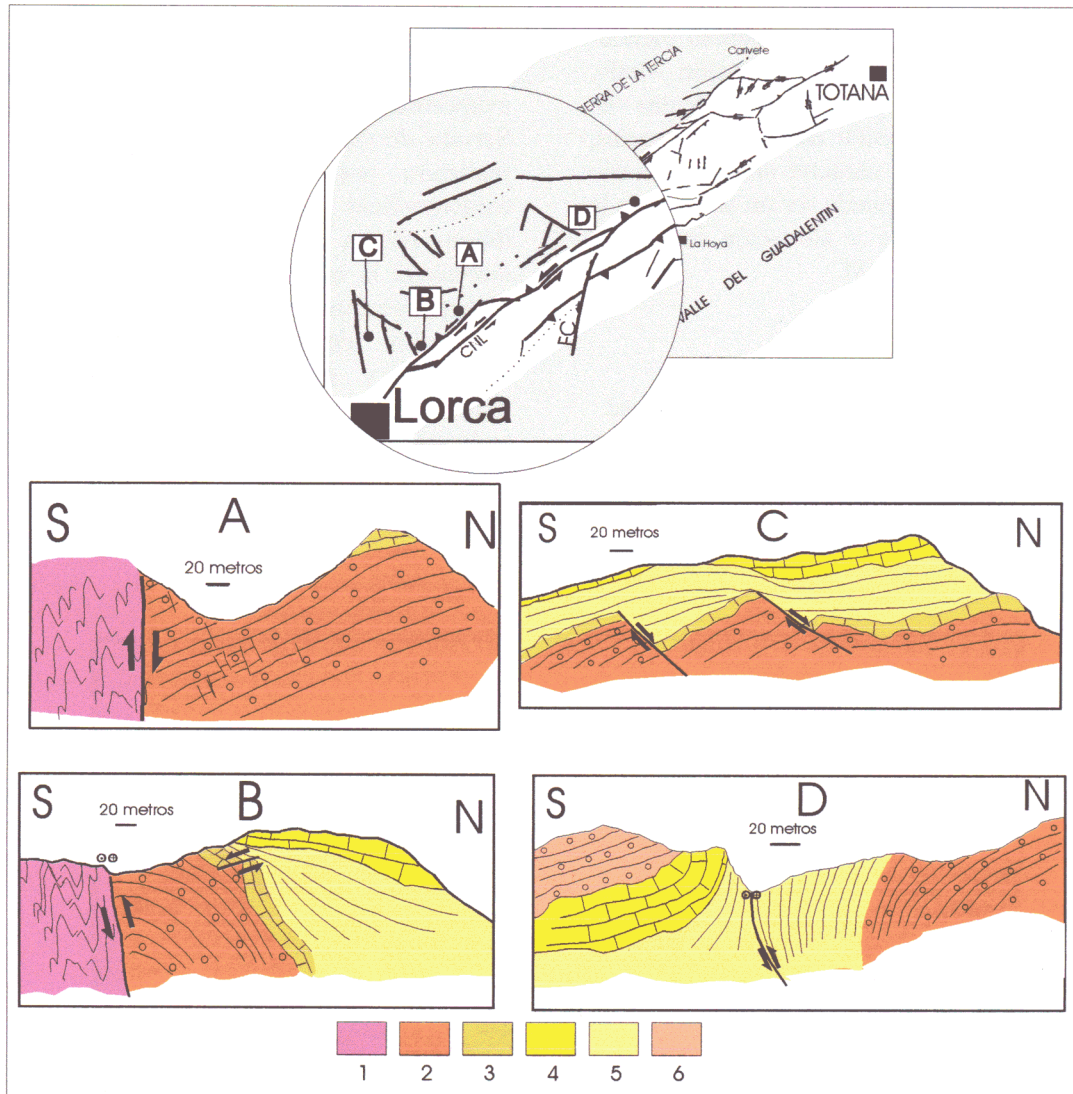 Carivete
TOTANA
SIERRA DE LA TERCIA
D
La Hoya
C
A
B
VALLE DEL GUADALENTIN
CHL
FC
Lorca
S A N
20 metros
S C N
20 metros
S B N
20 metros
S D N
20 metros
1 2 3 4 5 6